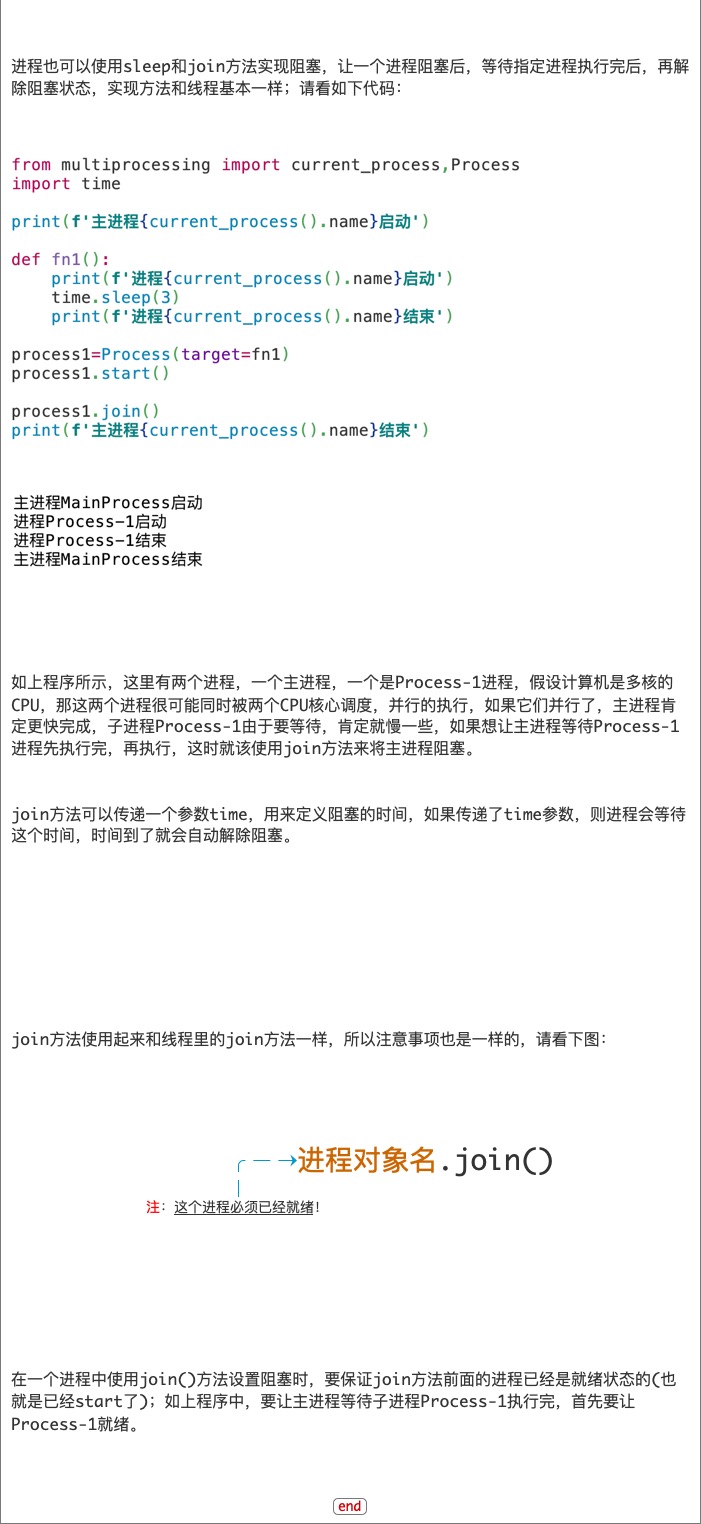 进程也可以使用sleep和join方法实现阻塞，让一个进程阻塞后，等待指定进程执行完后，再解
除阻塞状态，实现方法和线程基本一样；请看如下代码：
from multiprocessing import current_process,Process
import time
print(f'主进程{current_process().name}启动')
def fn1():
    print(f'进程{current_process().name}启动')
    time.sleep(3)
    print(f'进程{current_process().name}结束')
process1=Process(target=fn1)
process1.start()
process1.join()
print(f'主进程{current_process().name}结束')
主进程MainProcess启动
进程Process-1启动
进程Process-1结束
主进程MainProcess结束
如上程序所示，这里有两个进程，一个主进程，一个是Process-1进程，假设计算机是多核的
CPU，那这两个进程很可能同时被两个CPU核心调度，并行的执行，如果它们并行了，主进程肯
定更快完成，子进程Process-1由于要等待，肯定就慢一些，如果想让主进程等待Process-1
进程先执行完，再执行，这时就该使用join方法来将主进程阻塞。
join方法可以传递一个参数time，用来定义阻塞的时间，如果传递了time参数，则进程会等待
这个时间，时间到了就会自动解除阻塞。
join方法使用起来和线程里的join方法一样，所以注意事项也是一样的，请看下图：
进程对象名.join()
注：这个进程必须已经就绪！
在一个进程中使用join()方法设置阻塞时，要保证join方法前面的进程已经是就绪状态的(也
就是已经start了)；如上程序中，要让主进程等待子进程Process-1执行完，首先要让
Process-1就绪。
end